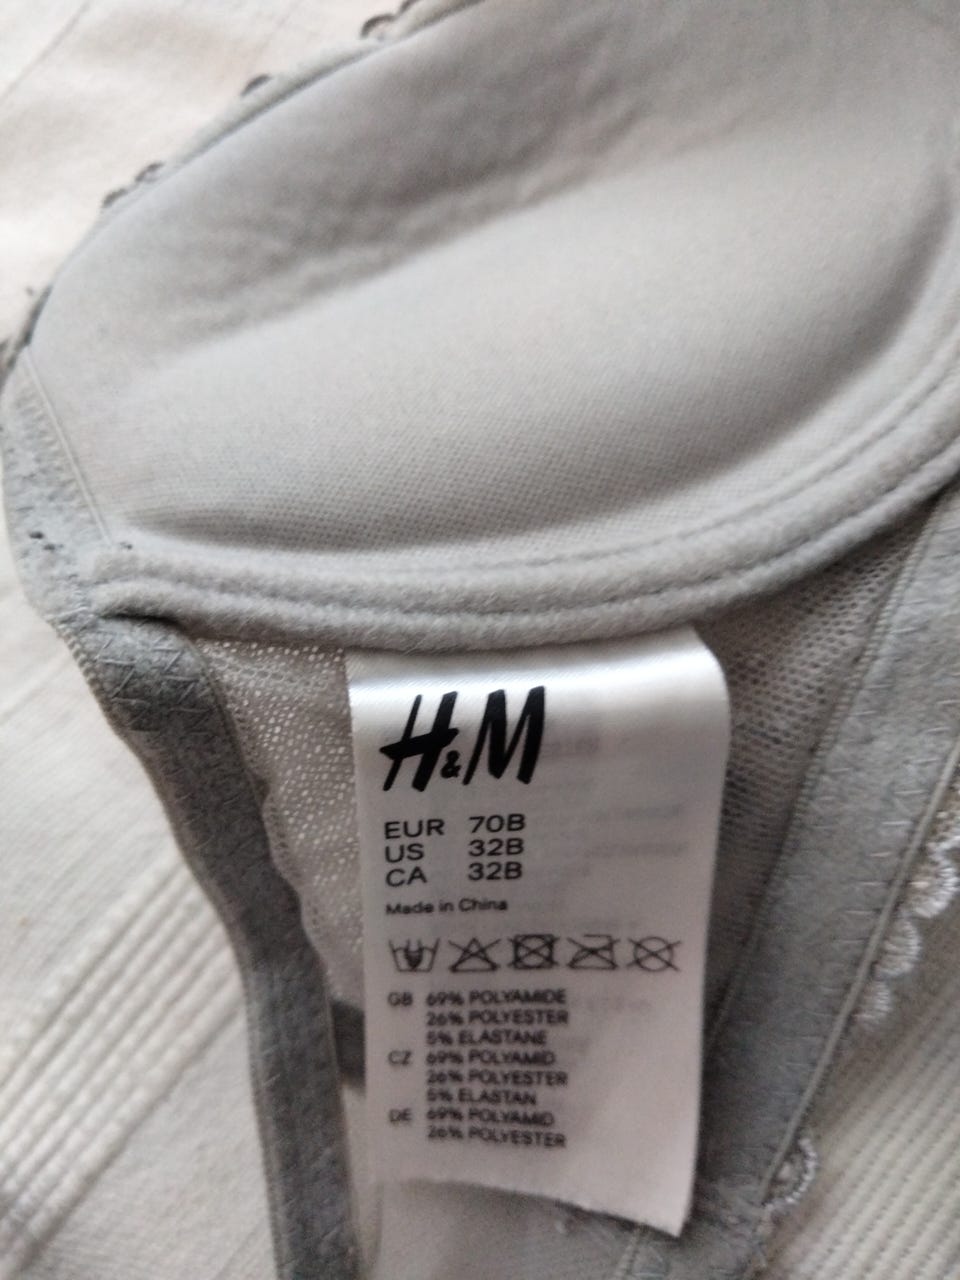 H&M
EUR 70B
US 32B
CA 32B
Made in China
GB 69% POLYAMIDE
26% POLYESTER
5% ELASTANE
CZ 69% POLYAMID
26% POLYESTER
5% ELASTAN
DE 69% POLYAMID
26% POLYESTER